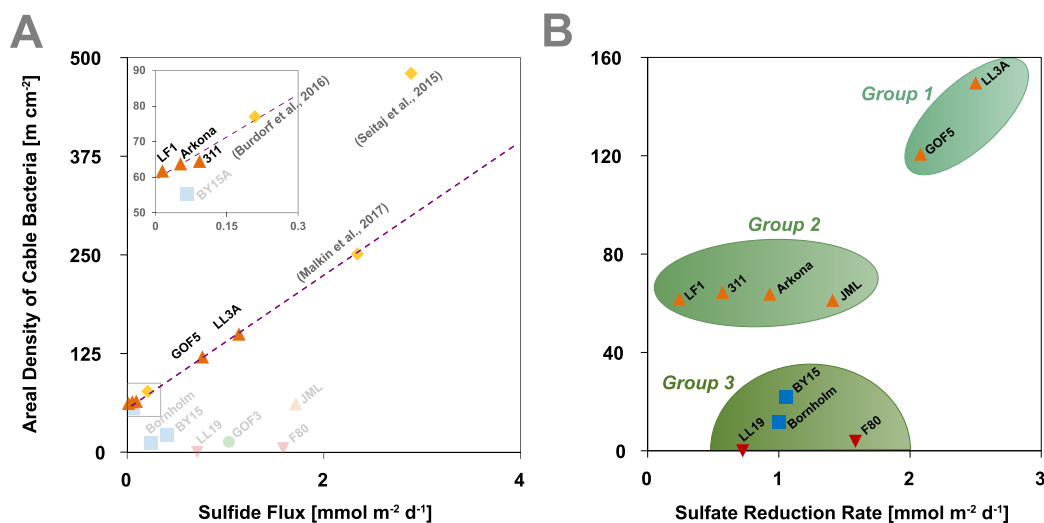 A
Areal Density of Cable Bacteria [m cm-2]
500
375
250
125
0
0
2
4
Sulfide Flux [mmol m-2 d-1]
90
80
70
60
50
0
0.15
0.3
LF1
Arkona
311
BY15A
(Burdorf et al., 2016)
(Seitaj et al., 2015)
(Malkin et al., 2017)
GOF5
LL3A
Bornholm
BY15
LL19
GOF3
F80
JML
B
160
120
80
40
0
0
1
2
3
Sulfate Reduction Rate [mmol m-2 d-1]
Group 1
LL3A
GOF5
Group 2
LF1
311
Arkona
JML
Group 3
BY15
Bornholm
LL19
F80